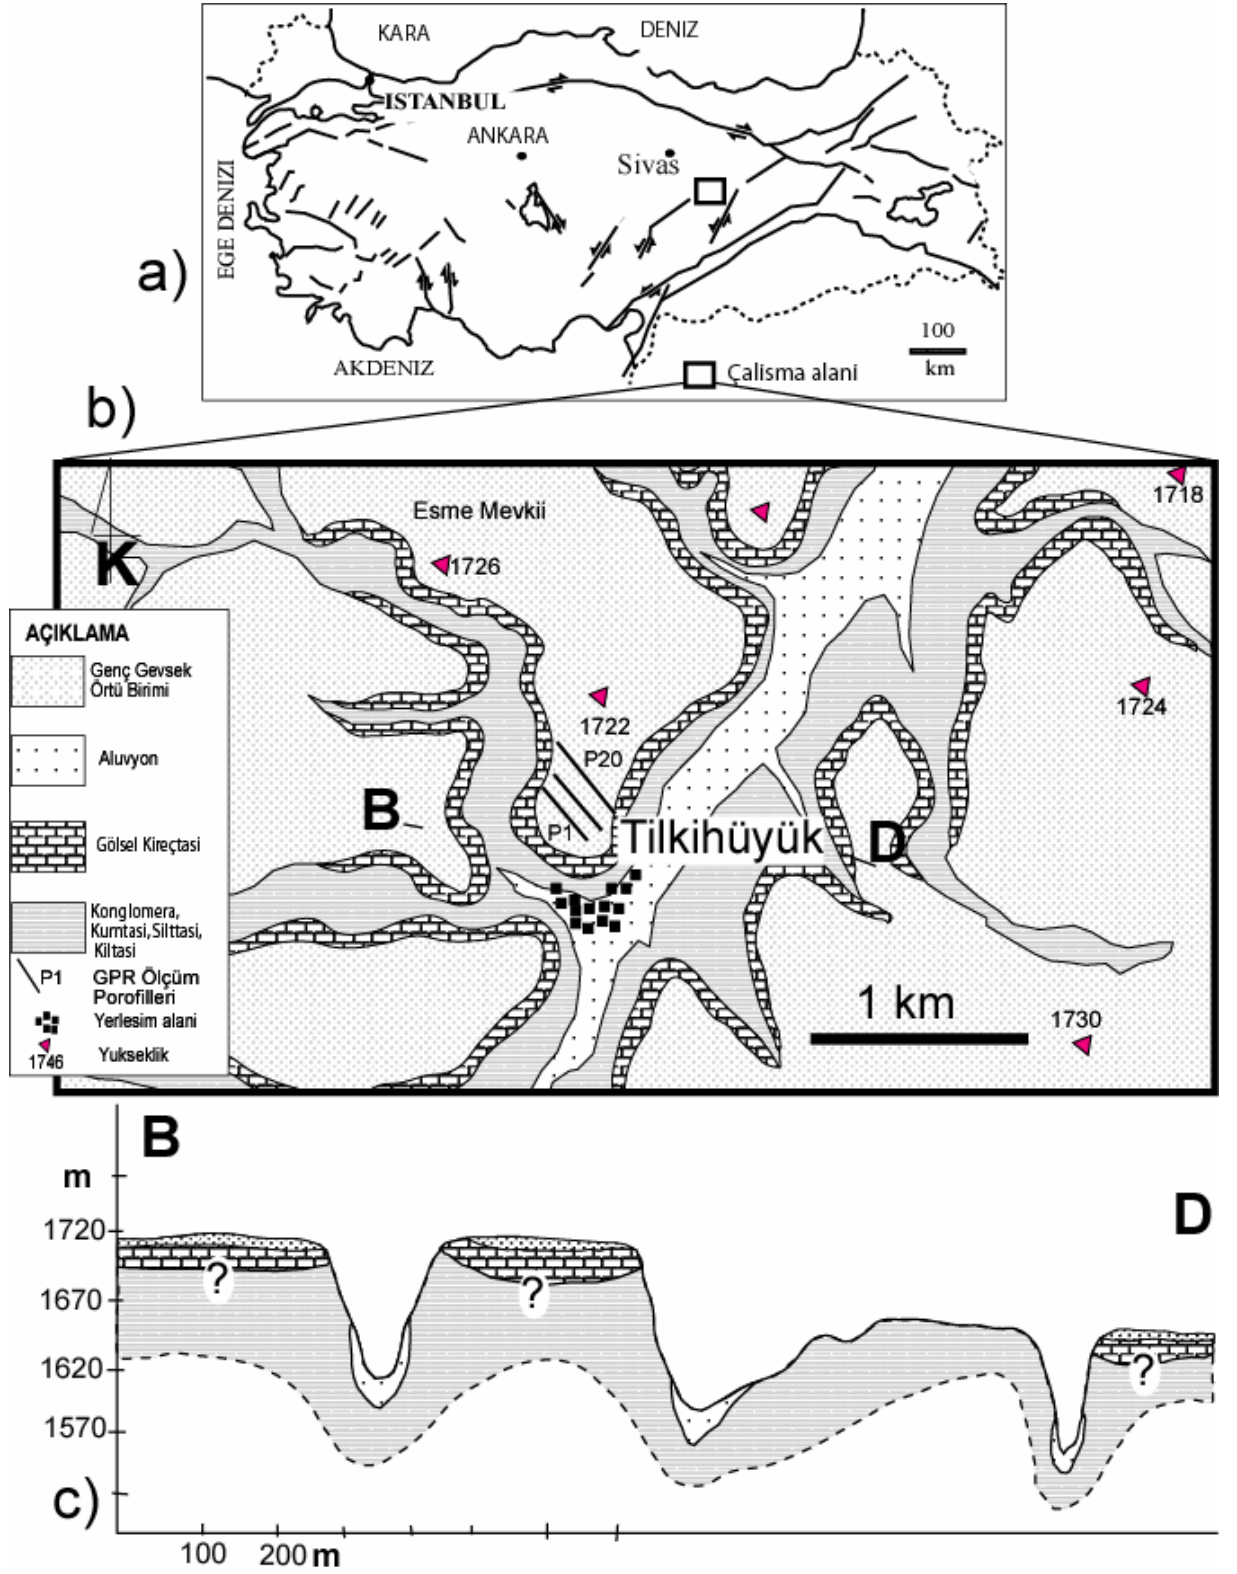 KARA
DENIZ
ISTANBUL
ANKARA
Sivas
EGE DENIZI
a)
100
km
AKDENIZ
Çalisma alani
b)
1718
Esme Mevkii
K
1726
AÇIKLAMA
Genç Gevsek
Örtü Birimi
1724
1722
P20
Aluvyon
B
P1
Tilkihüyük
D
Gölsel Kireçtasi
Konglomera,
Kumtasi,Silttasi,
Kiltasi
P1
GPR Ölçüm
Porofilleri
1 km
Yerlesim alani
1730
1746
Yukseklik
B
m
D
1720
?
1670
?
1620
?
1570
c)
100
200 m